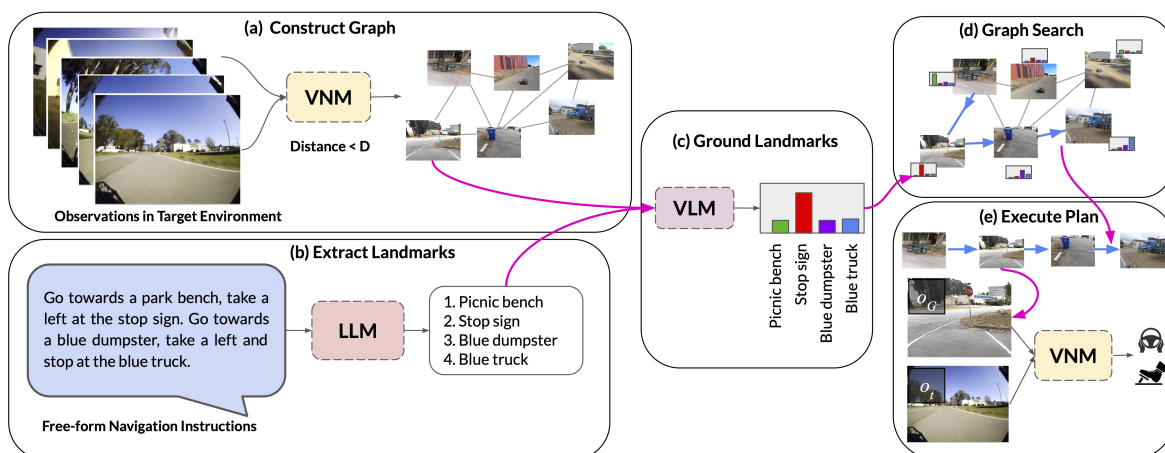 (a) Construct Graph
VNM
Distance < D
Observations in Target Environment
(b) Extract Landmarks
Go towards a park bench, take a
left at the stop sign. Go towards
a blue dumpster, take a left and
stop at the blue truck.
Free-form Navigation Instructions
LLM
1. Picnic bench
2. Stop sign
3. Blue dumpster
4. Blue truck
(c) Ground Landmarks
VLM
Picnic bench
Stop sign
Blue dumpster
Blue truck
(d) Graph Search
(e) Execute Plan
oG
ot
VNM